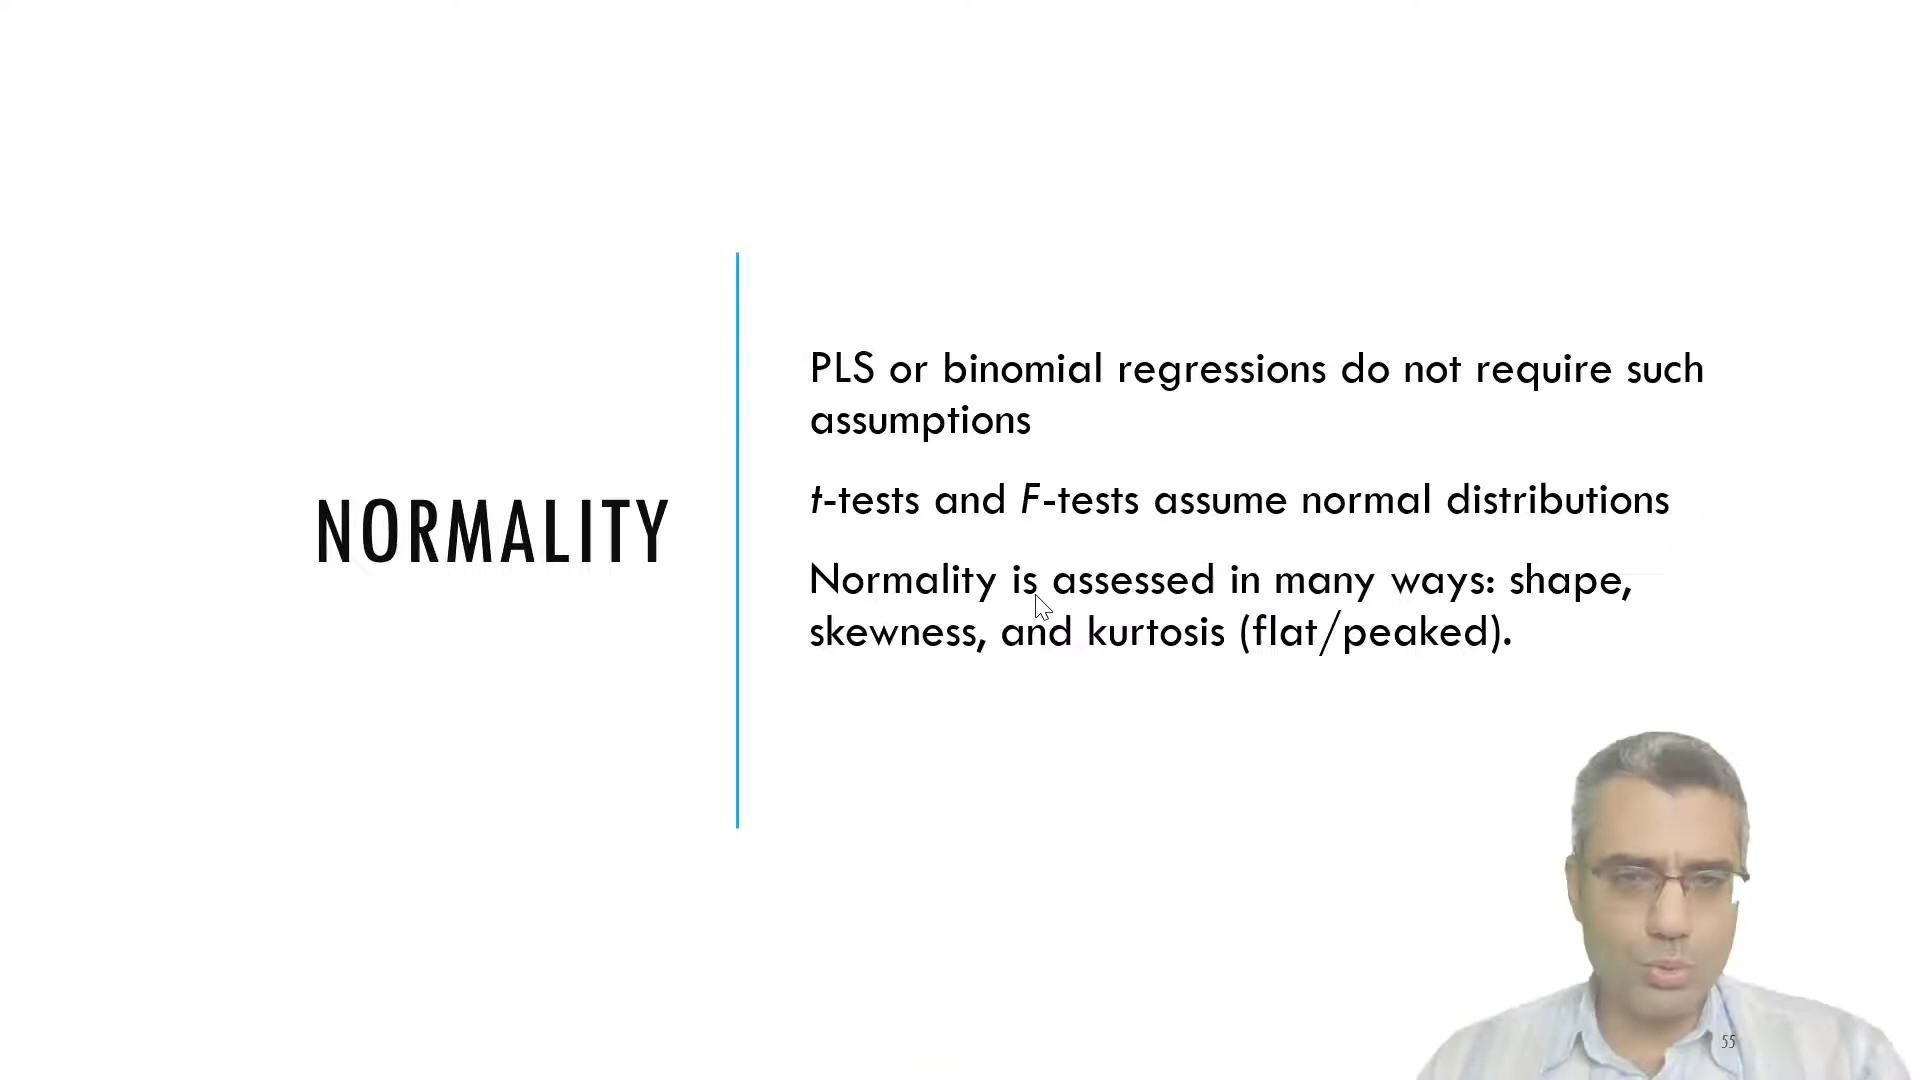 NORMALITY
PLS or binomial regressions do not require such
assumptions
t-tests and F-tests assume normal distributions
Normality is assessed in many ways: shape,
skewness, and kurtosis (flat/peaked).
55